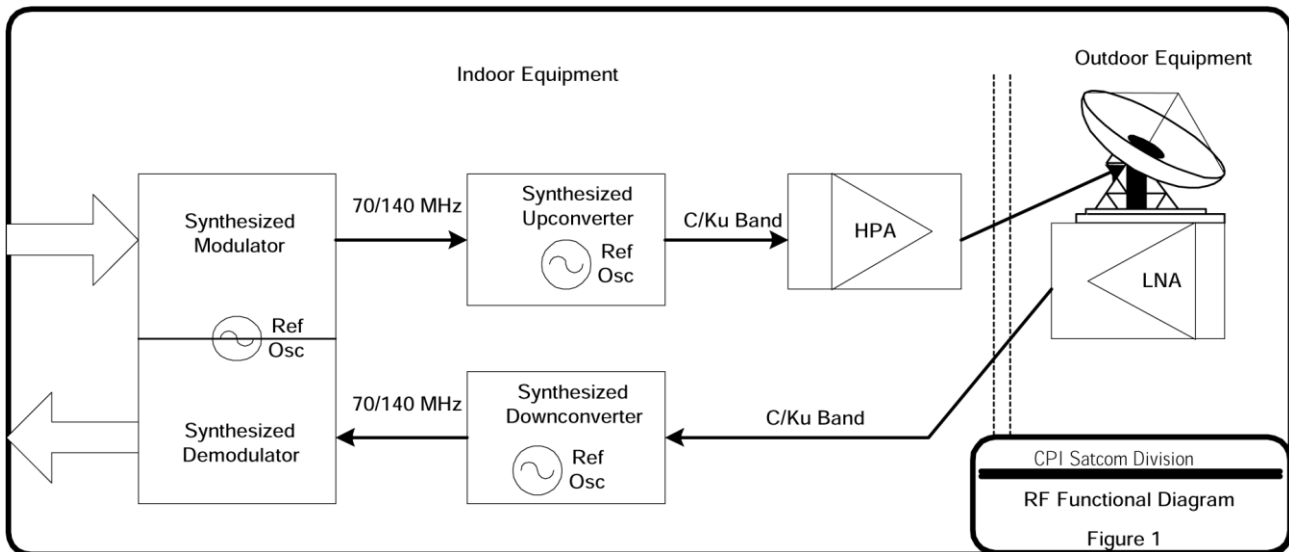 Indoor Equipment
Outdoor Equipment
Synthesized
Modulator
70/140 MHz
Synthesized
Upconverter
Ref
Osc
C/Ku Band
HPA
LNA
Ref
Osc
Synthesized
Demodulator
70/140 MHz
Synthesized
Downconverter
Ref
Osc
C/Ku Band
CPI Satcom Division
RF Functional Diagram
Figure 1